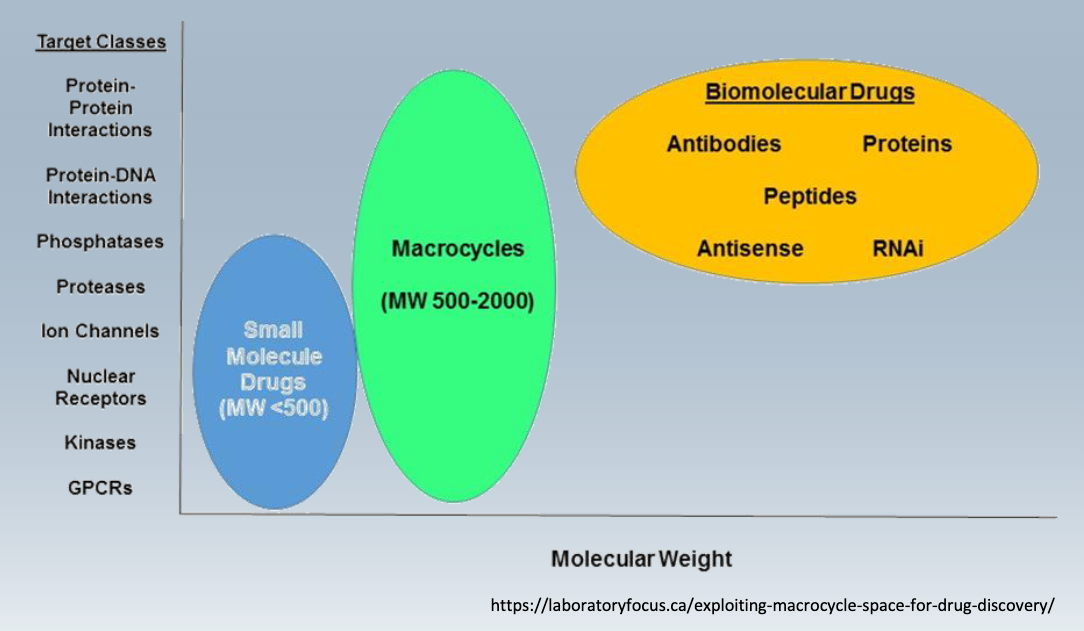 Target Classes
Protein-
Protein
Interactions
Protein-DNA
Interactions
Phosphatases
Proteases
Ion Channels
Nuclear
Receptors
Kinases
GPCRs
Small
Molecule
Drugs
(MW <500)
Macrocycles
(MW 500-2000)
Biomolecular Drugs
Antibodies Proteins
Peptides
Antisense RNAi
Molecular Weight
https://laboratoryfocus.ca/exploiting-macrocycle-space-for-drug-discovery/